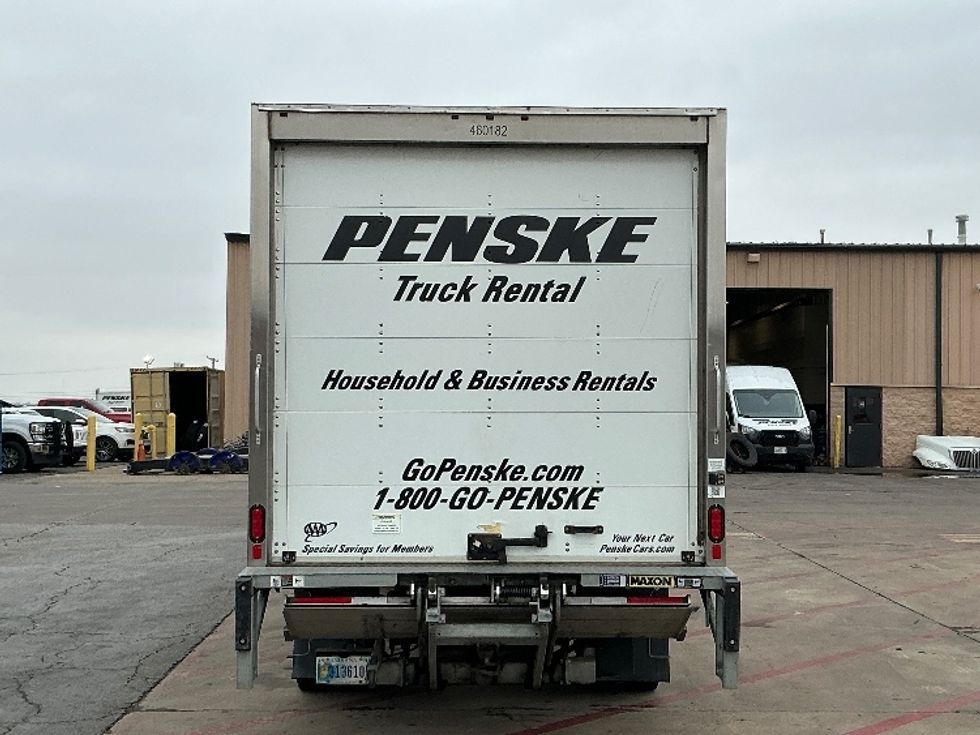 460182
PENSKE
Truck Rental
Household & Business Rentals
GoPenske.com
1-800-GO-PENSKE
AAA
Special Savings for Members
Your Next Car
PenskeCars.com
MAXON
PENSKE